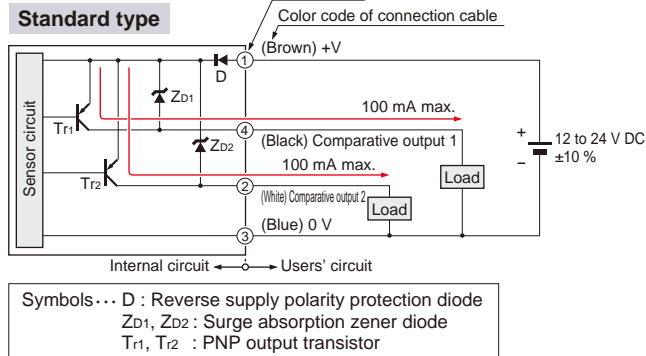 Standard type
Color code of connection cable
1 (Brown) +V
D
ZD1
100 mA max.
Tr1
4 (Black) Comparative output 1
ZD2
100 mA max.
Tr2
2 (White) Comparative output 2
Load
Load
+
−
12 to 24 V DC
±10 %
Sensor circuit
3 (Blue) 0 V
Internal circuit Users' circuit
Symbols ··· D : Reverse supply polarity protection diode
ZD1, ZD2 : Surge absorption zener diode
Tr1, Tr2 : PNP output transistor